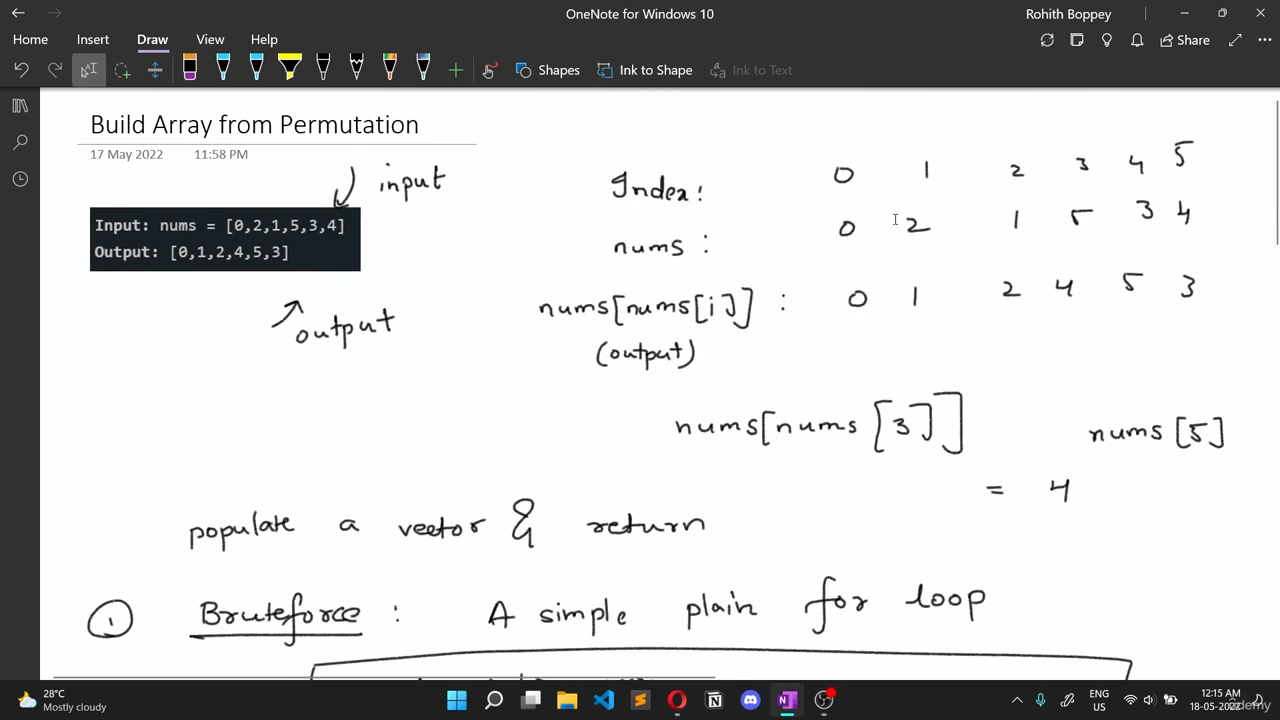 OneNote for Windows 10
Rohith Boppey
Home Insert Draw View Help
Share
Shapes Ink to Shape Ink to Text
Build Array from Permutation
17 May 2022 11:58 PM
input
Input: nums = [0,2,1,5,3,4]
Output: [0,1,2,4,5,3]
output
Index: 0 1 2 3 4 5
nums : 0 2 1 5 3 4
nums[nums[i]] : 0 1 2 4 5 3
(output)
nums[nums[3]] nums[5]
= 4
populate a vector & return
1 Bruteforce : A simple plain for loop
28°C
Mostly cloudy
ENG
US
12:15 AM
18-05-2022
udemy